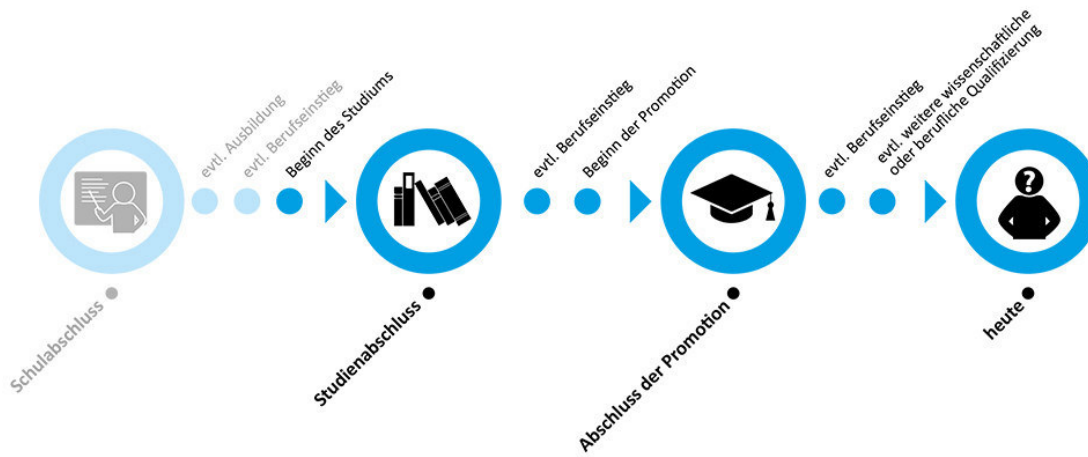 evtl. Ausbildung
evtl. Berufseinstieg
Beginn des Studiums
evtl. Berufseinstieg
Beginn der Promotion
evtl. Berufseinstieg
evtl. weitere wissenschaftliche
oder berufliche Qualifizierung
?
Schulabschluss
Studienabschluss
Abschluss der Promotion
heute